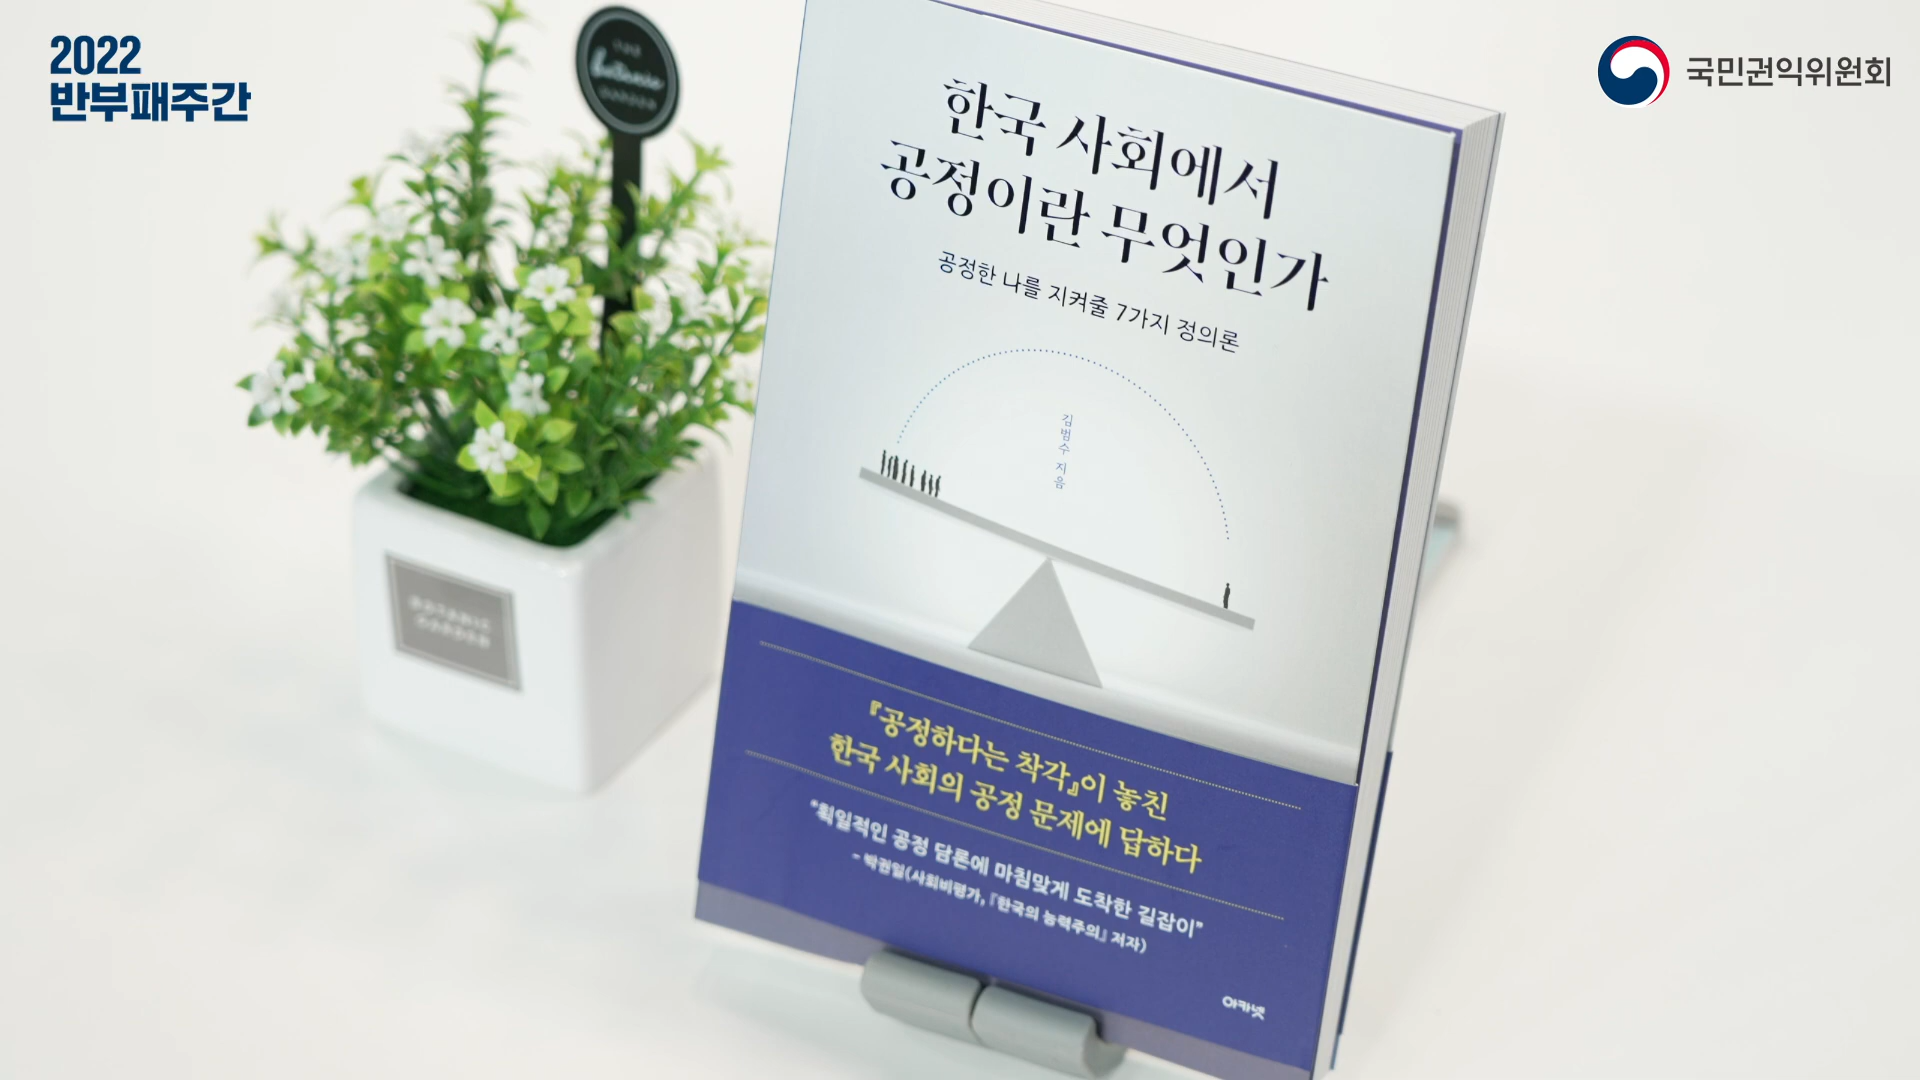 2022
반부패주간
국민권익위원회
한국 사회에서
공정이란 무엇인가
공정한 나를 지켜줄 7가지 정의론
김범수 지음
『공정하다는 착각』이 놓친
한국 사회의 공정 문제에 답하다
“획일적인 공정 담론에 마침맞게 도착한 길잡이”
- 박권일(사회비평가, 『한국의 능력주의』 저자)
아카넷